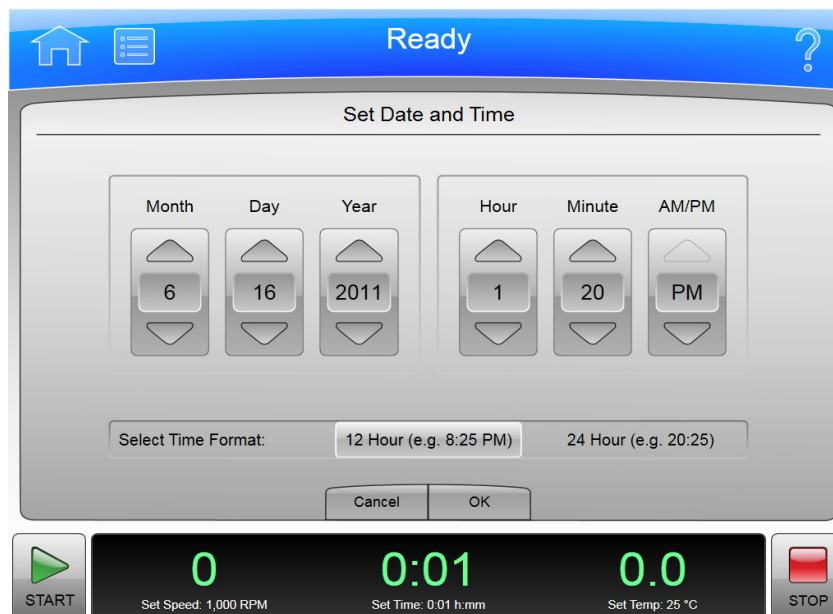 Ready
Set Date and Time
Month Day Year Hour Minute AM/PM
6 16 2011 1 20 PM
Select Time Format: 12 Hour (e.g. 8:25 PM) 24 Hour (e.g. 20:25)
Cancel OK
0 0:01 0.0
START Set Speed: 1,000 RPM Set Time: 0:01 h:mm Set Temp: 25 °C STOP